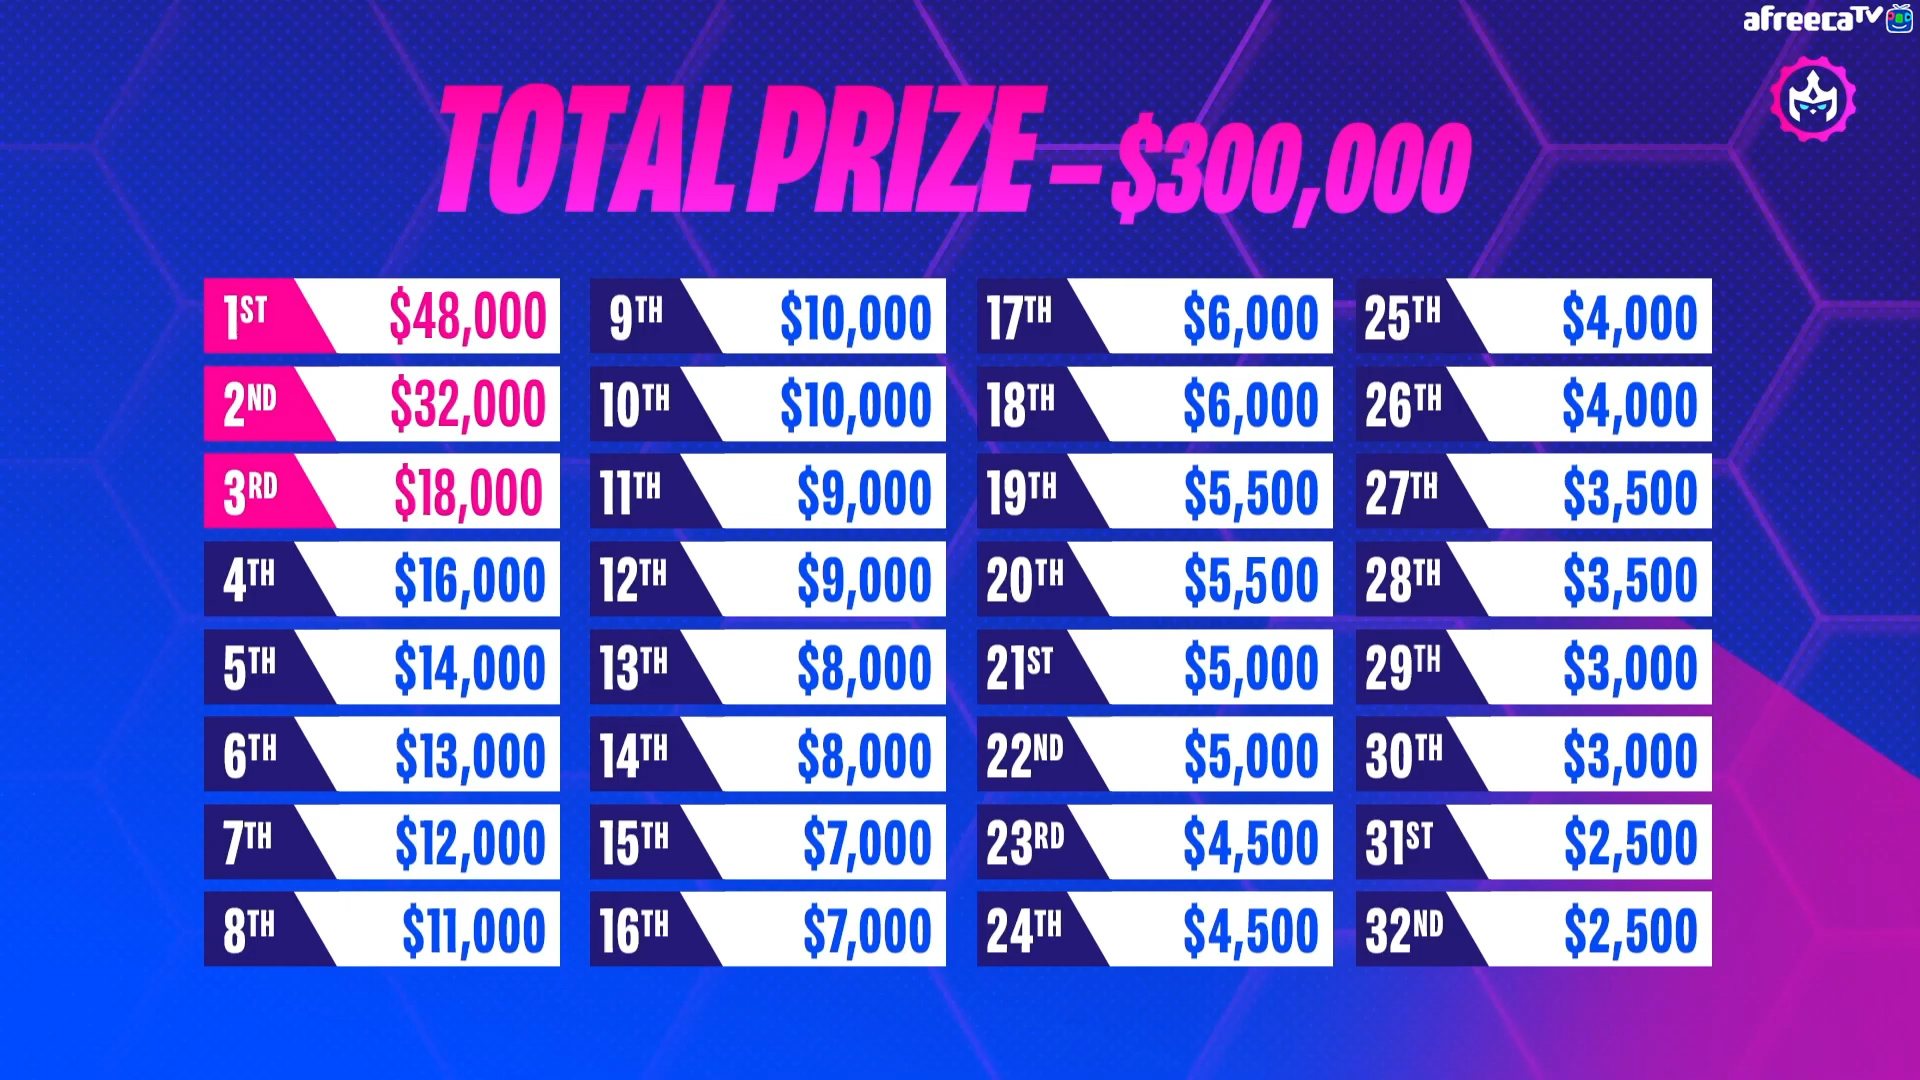 afreecaTV
TOTAL PRIZE – $300,000
1ST $48,000
2ND $32,000
3RD $18,000
4TH $16,000
5TH $14,000
6TH $13,000
7TH $12,000
8TH $11,000
9TH $10,000
10TH $10,000
11TH $9,000
12TH $9,000
13TH $8,000
14TH $8,000
15TH $7,000
16TH $7,000
17TH $6,000
18TH $6,000
19TH $5,500
20TH $5,500
21ST $5,000
22ND $5,000
23RD $4,500
24TH $4,500
25TH $4,000
26TH $4,000
27TH $3,500
28TH $3,500
29TH $3,000
30TH $3,000
31ST $2,500
32ND $2,500